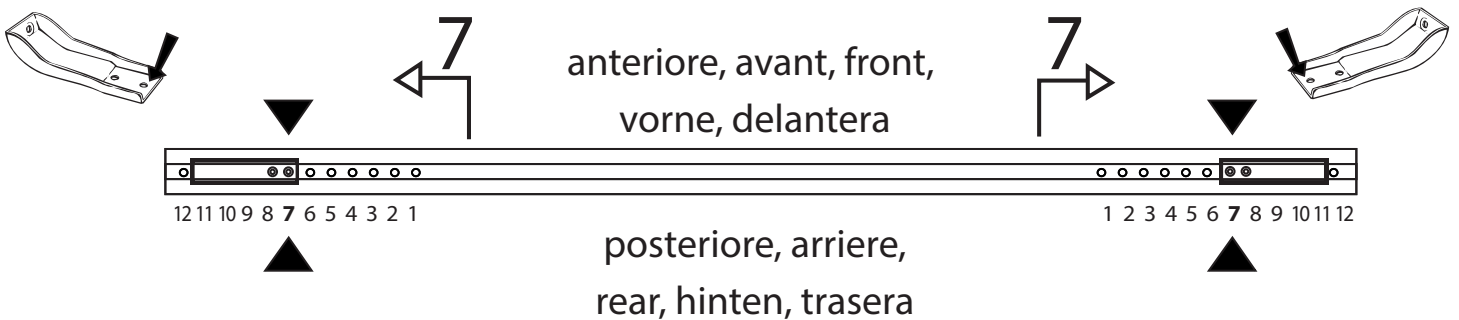 7 7
anteriore, avant, front,
vorne, delantera
12 11 10 9 8 7 6 5 4 3 2 1 1 2 3 4 5 6 7 8 9 10 11 12
posteriore, arriere,
rear, hinten, trasera